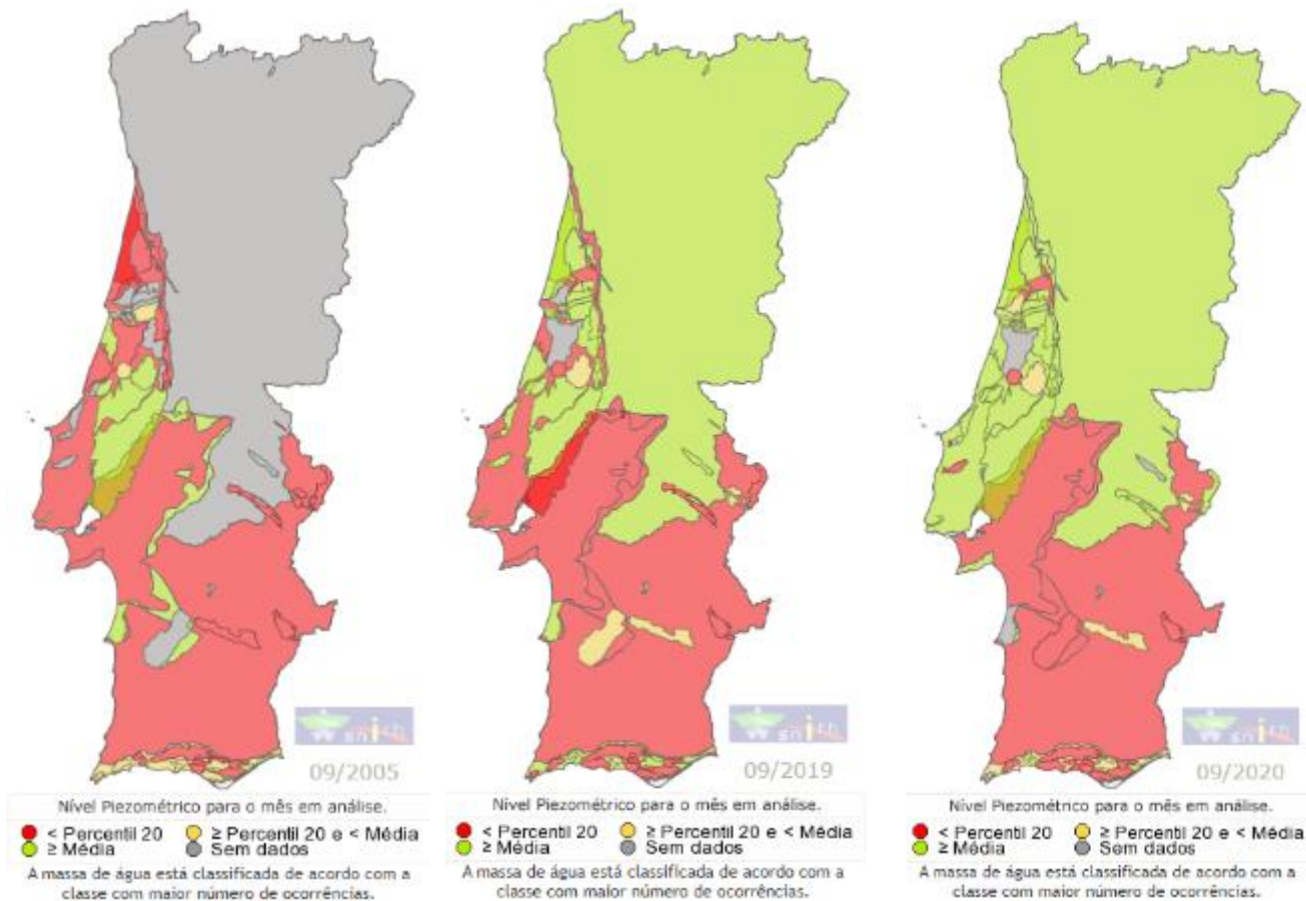 snirh
09/2005
Nível Piezométrico para o mês em análise.
< Percentil 20 ≥ Percentil 20 e < Média
≥ Média Sem dados
A massa de água está classificada de acordo com a
classe com maior número de ocorrências.
snirh
09/2019
Nível Piezométrico para o mês em análise.
< Percentil 20 ≥ Percentil 20 e < Média
≥ Média Sem dados
A massa de água está classificada de acordo com a
classe com maior número de ocorrências.
snirh
09/2020
Nível Piezométrico para o mês em análise.
< Percentil 20 ≥ Percentil 20 e < Média
≥ Média Sem dados
A massa de água está classificada de acordo com a
classe com maior número de ocorrências.